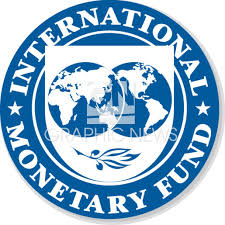 INTERNATIONAL
MONETARY FUND
GRAPHIC NEWS